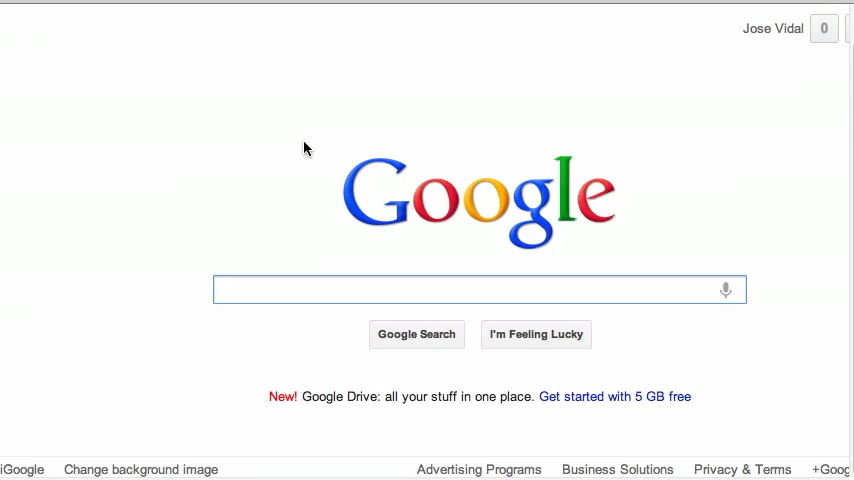 Jose Vidal 0
Google
Google Search I'm Feeling Lucky
New! Google Drive: all your stuff in one place. Get started with 5 GB free
iGoogle Change background image Advertising Programs Business Solutions Privacy & Terms +Goog